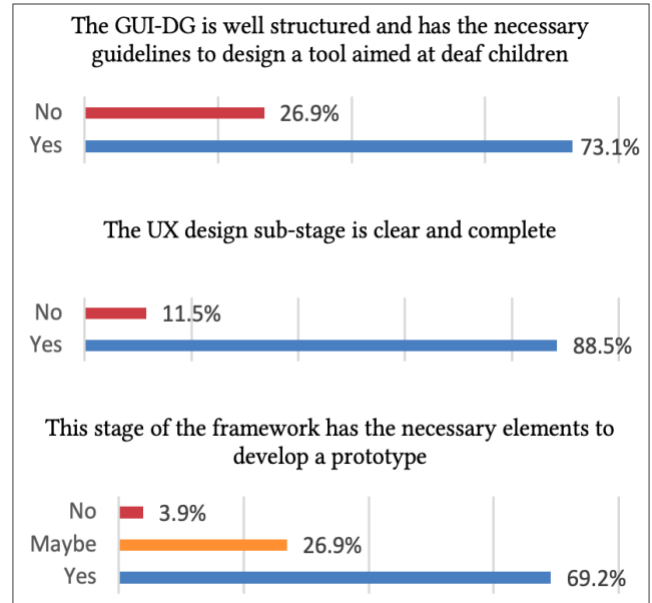 The GUI-DG is well structured and has the necessary
guidelines to design a tool aimed at deaf children
No 26.9%
Yes 73.1%
The UX design sub-stage is clear and complete
No 11.5%
Yes 88.5%
This stage of the framework has the necessary elements to
develop a prototype
No 3.9%
Maybe 26.9%
Yes 69.2%